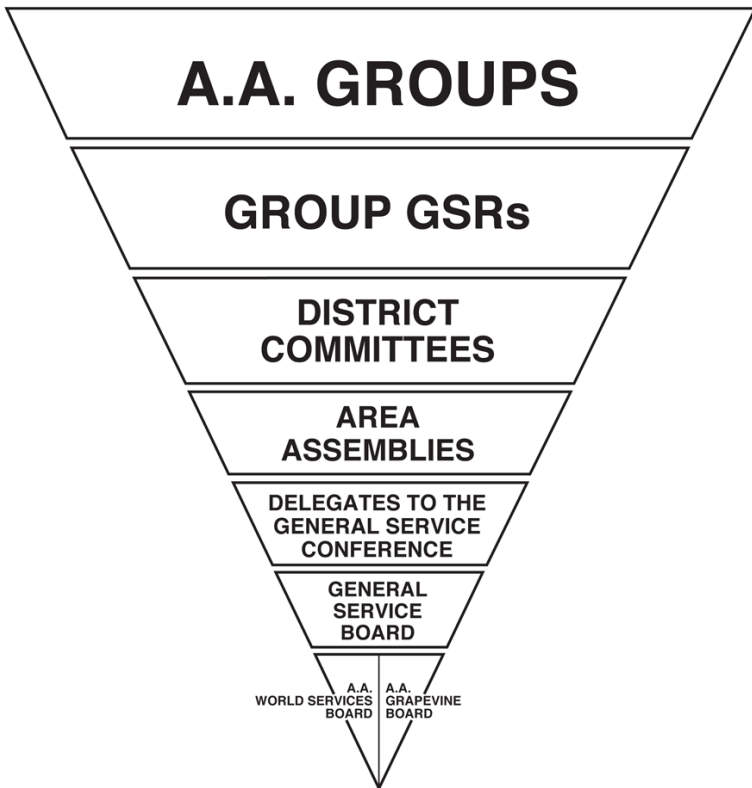 A.A. GROUPS
GROUP GSRs
DISTRICT
COMMITTEES
AREA
ASSEMBLIES
DELEGATES TO THE
GENERAL SERVICE
CONFERENCE
GENERAL
SERVICE
BOARD
A.A.
WORLD SERVICES
BOARD
A.A.
GRAPEVINE
BOARD